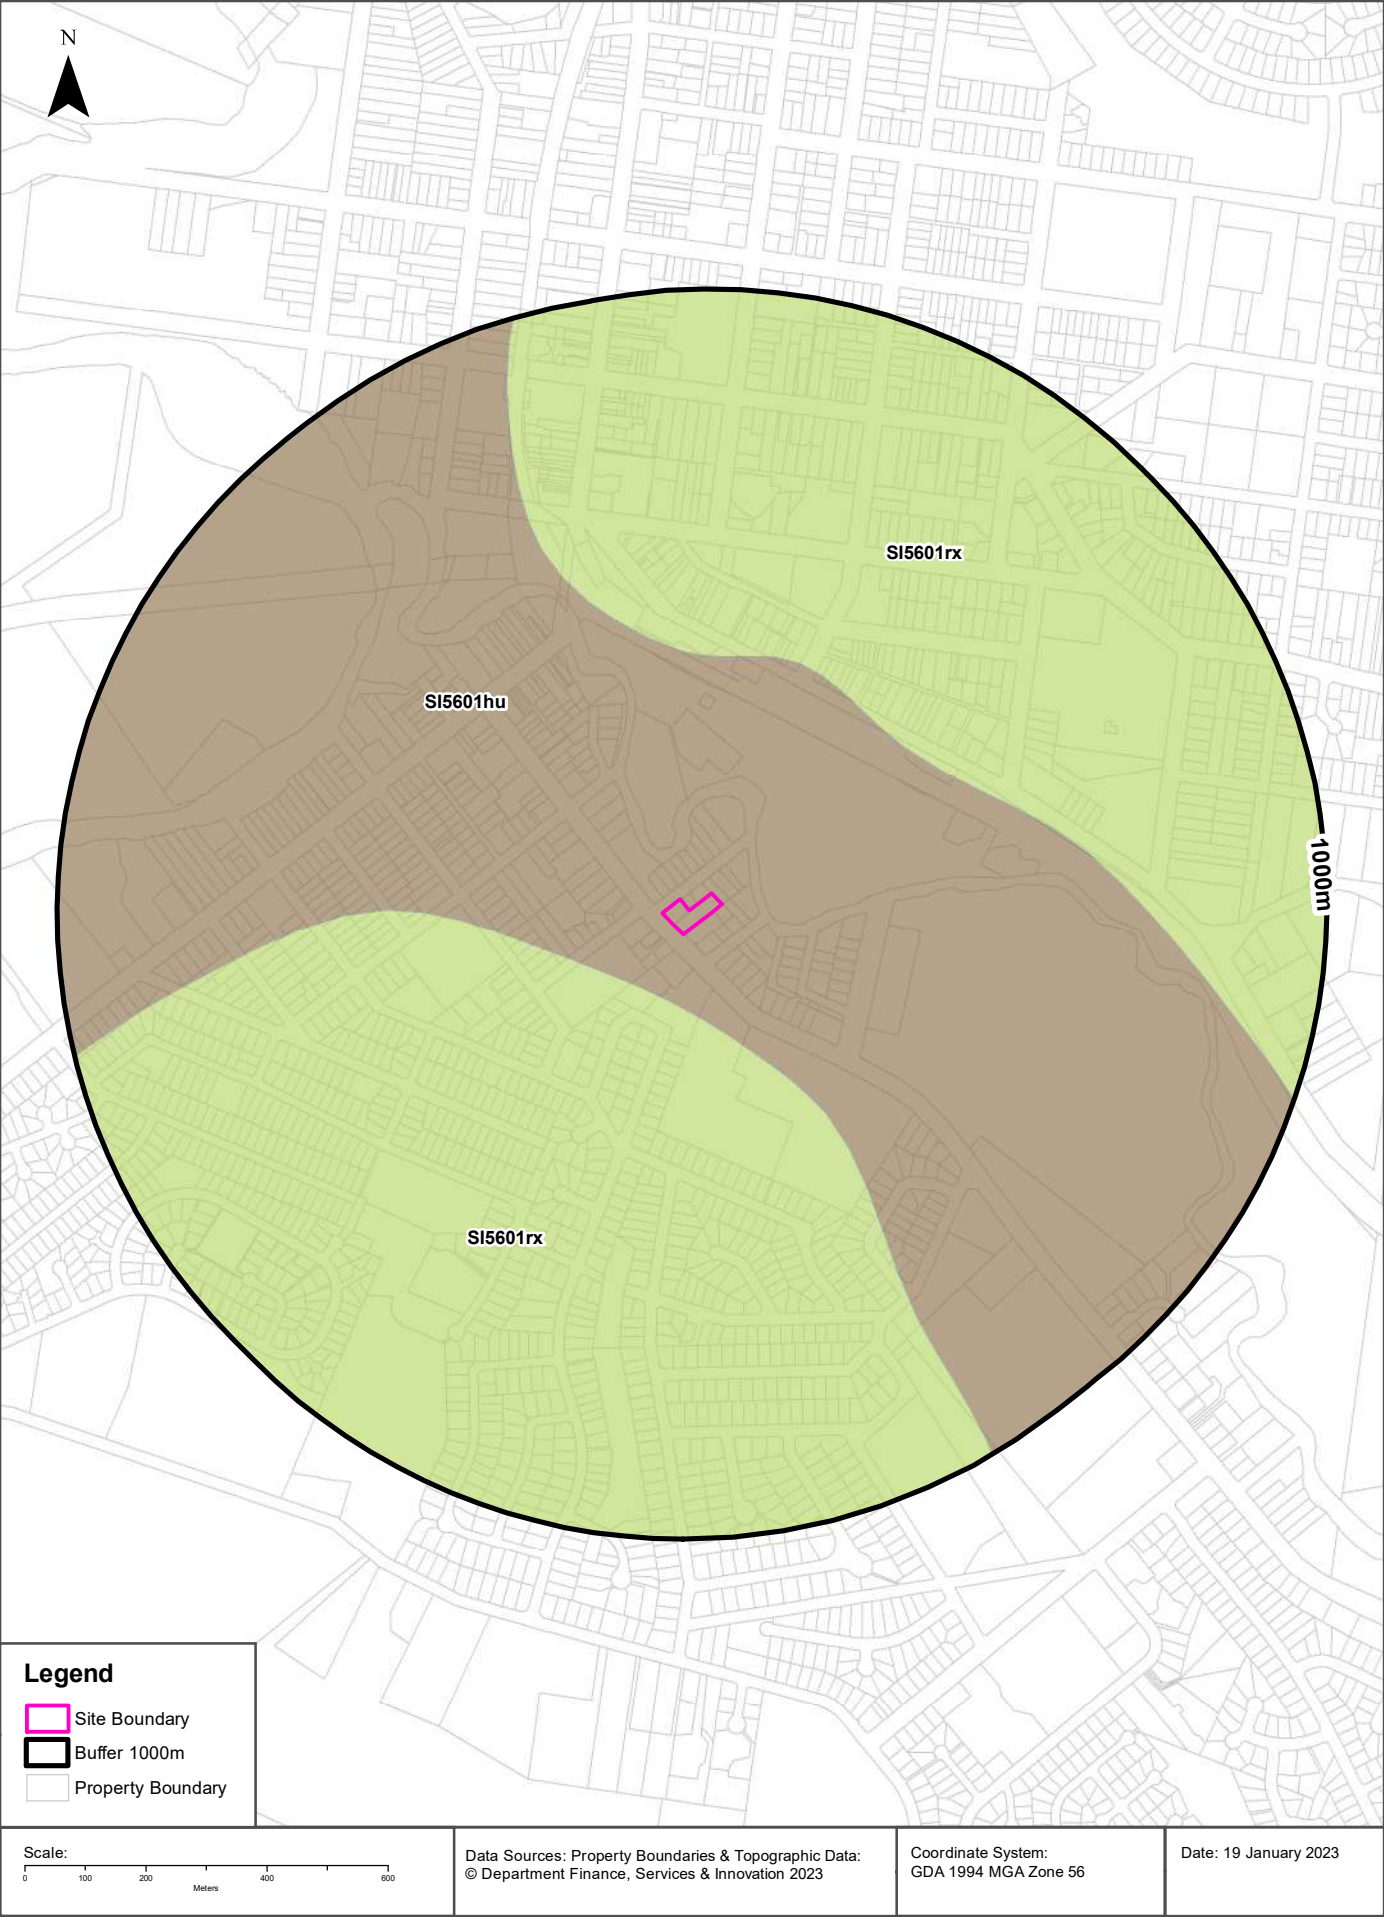 N
SI5601rx
SI5601hu
1000m
SI5601rx
Legend
Site Boundary
Buffer 1000m
Property Boundary
Scale:
0 100 200 400 600
Meters
Data Sources: Property Boundaries & Topographic Data:
© Department Finance, Services & Innovation 2023
Coordinate System:
GDA 1994 MGA Zone 56
Date: 19 January 2023